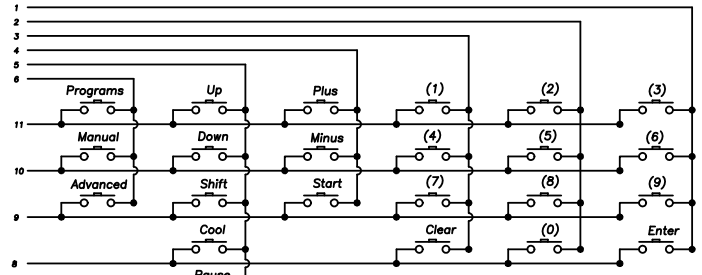 1
2
3
4
5
6
Programs Up Plus (1) (2) (3)
11
Manual Down Minus (4) (5) (6)
10
Advanced Shift Start (7) (8) (9)
9
Cool Clear (0) Enter
8
Pause